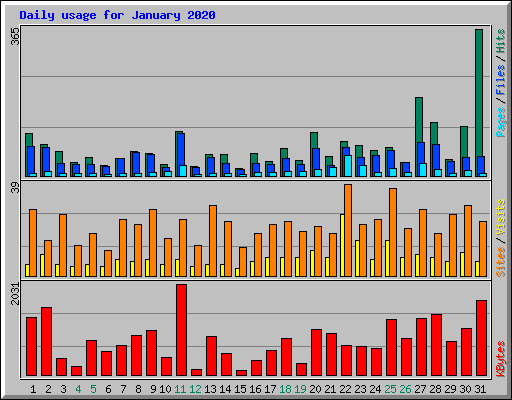 Daily usage for January 2020
365
Pages / Files / Hits
39
Sites / Visits
2031
KBytes
1 2 3 4 5 6 7 8 9 10 11 12 13 14 15 16 17 18 19 20 21 22 23 24 25 26 27 28 29 30 31